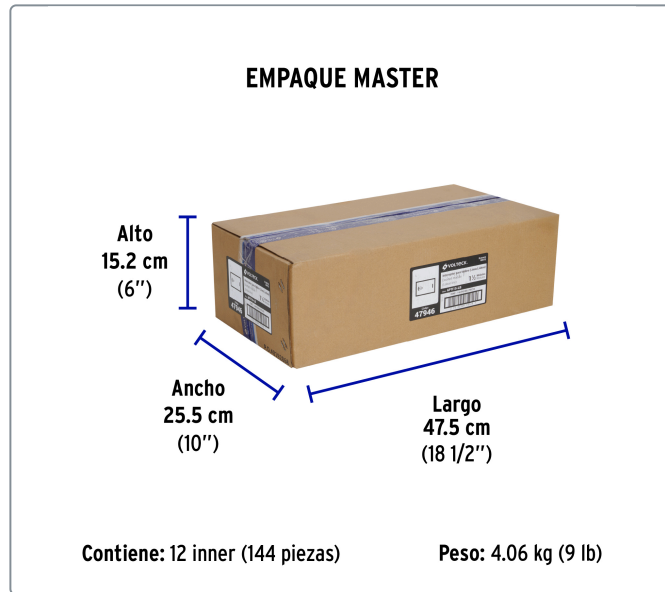 EMPAQUE MASTER
Alto
15.2 cm
(6”)
VOLTECK
47946
Ancho
25.5 cm
(10”)
Largo
47.5 cm
(18 1/2”)
Contiene: 12 inner (144 piezas)
Peso: 4.06 kg (9 lb)